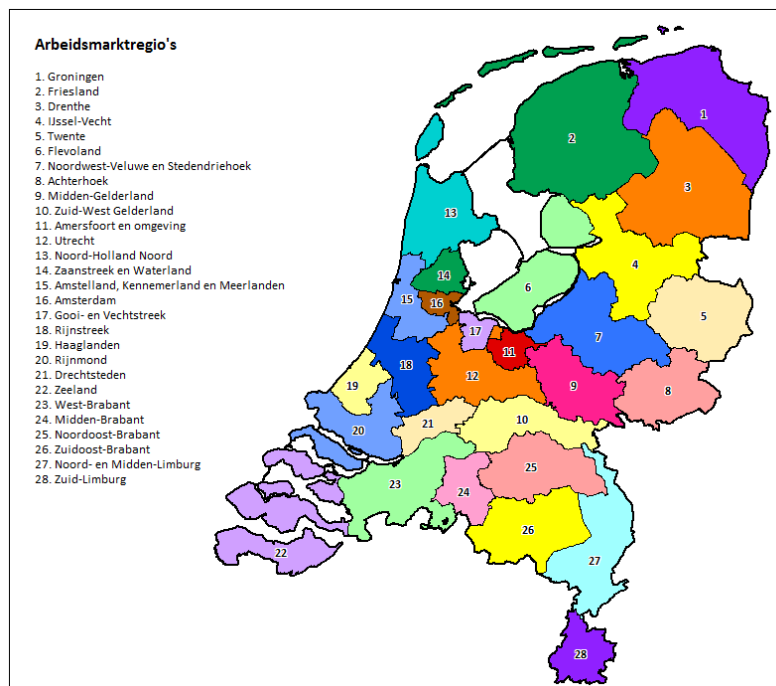 Arbeidsmarktregio's
1. Groningen
2. Friesland
3. Drenthe
4. IJssel-Vecht
5. Twente
6. Flevoland
7. Noordwest-Veluwe en Stedendriehoek
8. Achterhoek
9. Midden-Gelderland
10. Zuid-West Gelderland
11. Amersfoort en omgeving
12. Utrecht
13. Noord-Holland Noord
14. Zaanstreek en Waterland
15. Amstelland, Kennemerland en Meerlanden
16. Amsterdam
17. Gooi- en Vechtstreek
18. Rijnstreek
19. Haaglanden
20. Rijnmond
21. Drechtsteden
22. Zeeland
23. West-Brabant
24. Midden-Brabant
25. Noordoost-Brabant
26. Zuidoost-Brabant
27. Noord- en Midden-Limburg
28. Zuid-Limburg
1
2
3
13
4
14
6
15
16
5
17
7
11
18
12
19
9
8
10
21
20
25
23
24
26
22
27
28